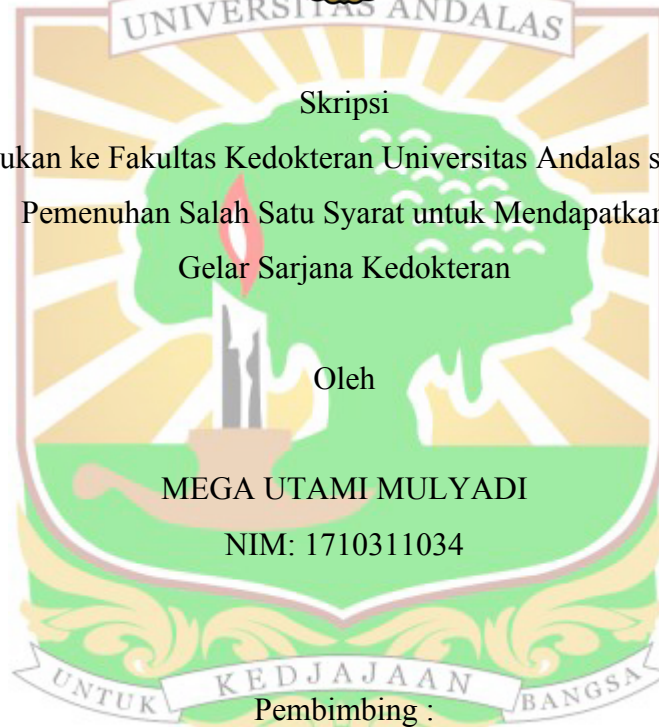 UNIVERSITAS ANDALAS
Skripsi
ke Fakultas Kedokteran Universitas Andalas
Pemenuhan Salah Satu Syarat untuk Mendapatkan
Gelar Sarjana Kedokteran
Oleh
MEGA UTAMI MULYADI
NIM: 1710311034
UNTUK KEDJAJAAN BANGSA
Pembimbing :